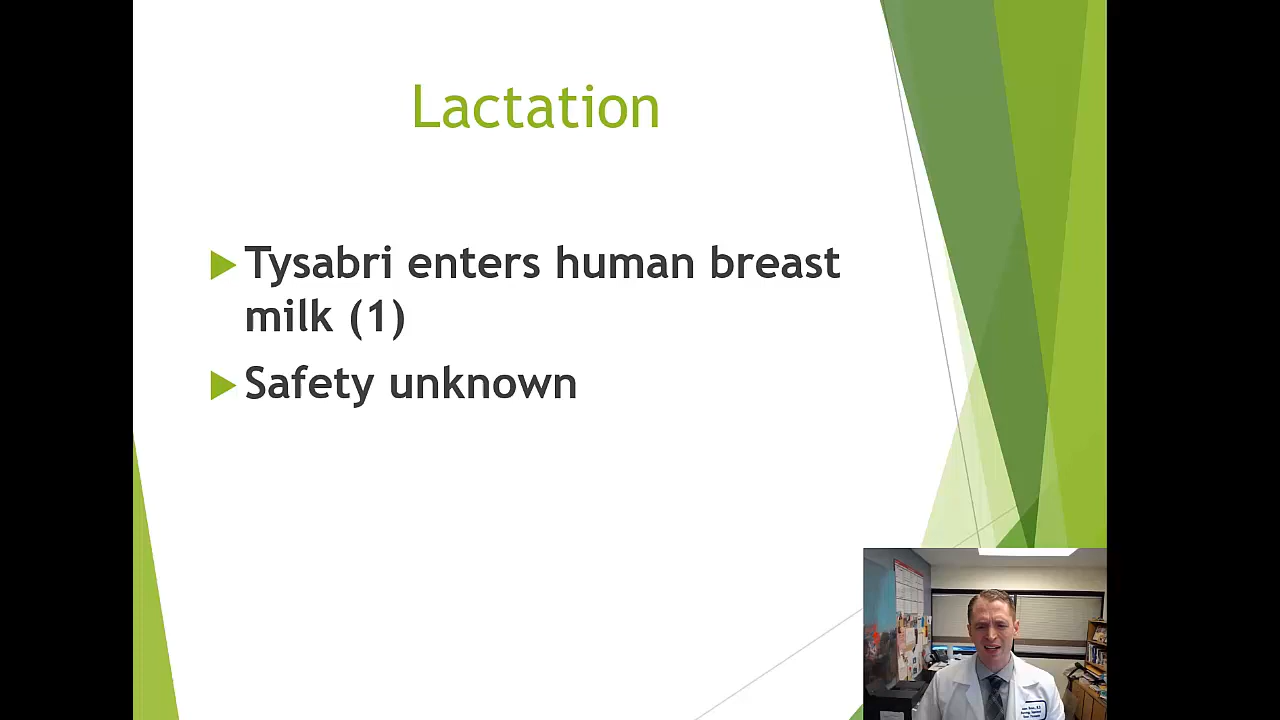 Lactation
Tysabri enters human breast
milk (1)
Safety unknown